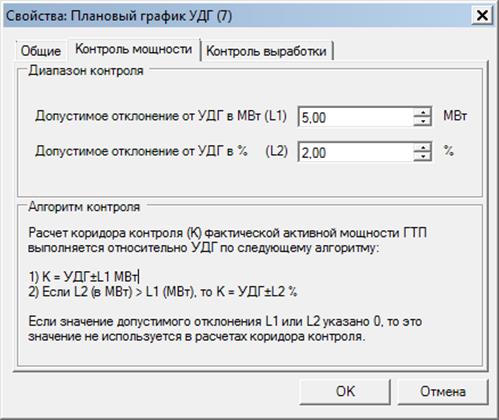 Свойства: Плановый график УДГ (7)
Общие Контроль мощности Контроль выработки
Диапазон контроля
Допустимое отклонение от УДГ в МВт (L1) 5,00 МВт
Допустимое отклонение от УДГ в % (L2) 2,00 %
Алгоритм контроля
Расчет коридора контроля (K) фактической активной мощности ГТП
выполняется относительно УДГ по следующему алгоритму:
1) K = УДГ±L1 МВт
2) Если L2 (в МВт) > L1 (МВт), то K = УДГ±L2 %
Если значение допустимого отклонения L1 или L2 указано 0, то это
значение не используется в расчетах коридора контроля.
OK Отмена